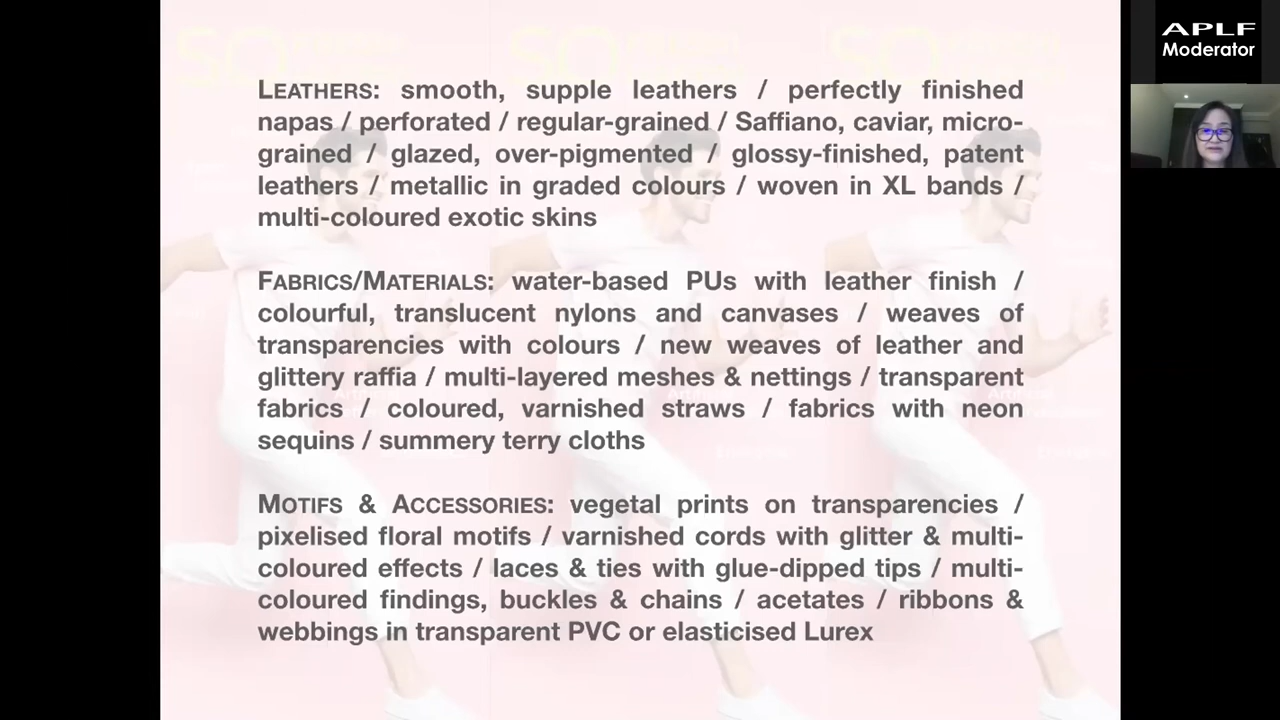 APLF
Moderator
LEATHERS: smooth, supple leathers / perfectly finished
napas / perforated / regular-grained / Saffiano, caviar, micro-
grained / glazed, over-pigmented / glossy-finished, patent
leathers / metallic in graded colours / woven in XL bands /
multi-coloured exotic skins
FABRICS/MATERIALS: water-based PUs with leather finish /
colourful, translucent nylons and canvases / weaves of
transparencies with colours / new weaves of leather and
glittery raffia / multi-layered meshes & nettings / transparent
fabrics / coloured, varnished straws / fabrics with neon
sequins / summery terry cloths
MOTIFS & ACCESSORIES: vegetal prints on transparencies /
pixelised floral motifs / varnished cords with glitter & multi-
coloured effects / laces & ties with glue-dipped tips / multi-
coloured findings, buckles & chains / acetates / ribbons &
webbings in transparent PVC or elasticised Lurex